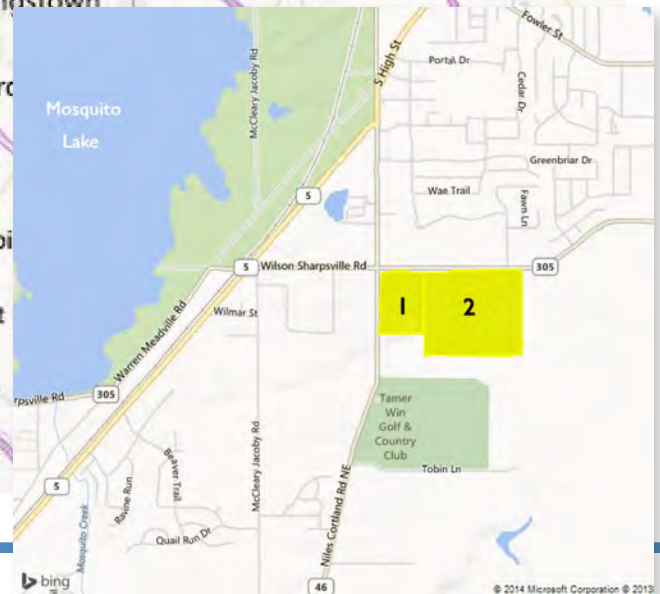 Mosquito
Lake
McCleary Jacoby Rd
S High St
Fowler St
Portal Dr
Cedar Dr
Greenbriar Dr
Wae Trail
Fawn Ln
5
5
Wilson Sharpsville Rd
305
1
2
Wilmar St
Warren Meadville Rd
305
rpsville Rd
Tamer
Win
Golf &
Country
Club
Tobin Ln
McCleary Jacoby Rd
Niles Cortland Rd NE
5
Mosquito Creek
Ravine Run
Beaver Trail
Quail Run Dr
46
bing
© 2014 Microsoft Corporation © 2013